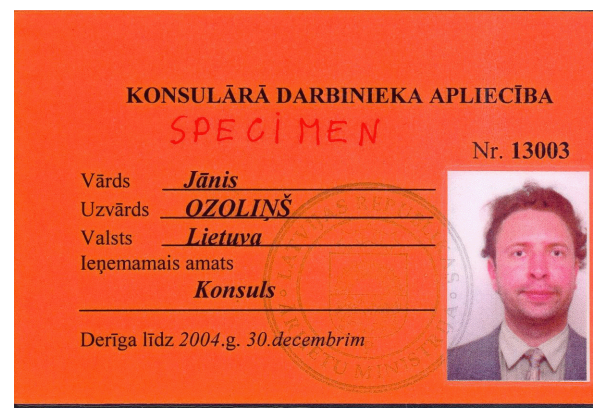 KONSULĀRĀ DARBINIEKA APLIECĪBA
SPECIMEN
Nr. 13003
Vārds Jānis
Uzvārds OZOLIŅŠ
Valsts Lietuva
Ieņemamais amats
Konsuls
Derīga līdz 2004.g. 30.decembrim